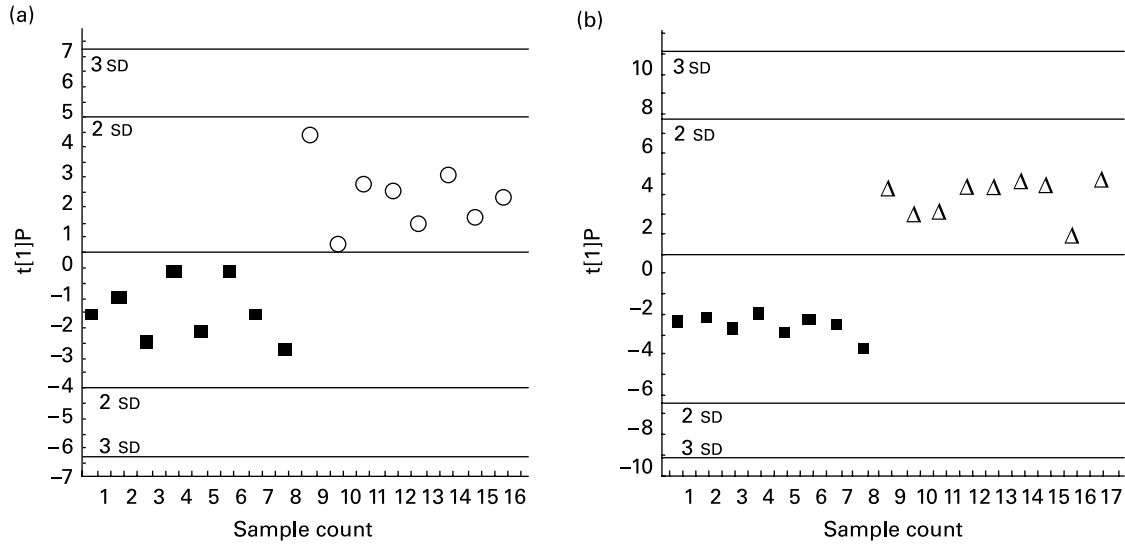 (a)
t[1]P
7
6
5
4
3
2
1
0
−1
−2
−3
−4
−5
−6
−7
3 SD
2 SD
2 SD
3 SD
1 2 3 4 5 6 7 8 9 10 11 12 13 14 15 16
Sample count
(b)
t[1]P
10
8
6
4
2
0
−2
−4
−6
−8
−10
3 SD
2 SD
2 SD
3 SD
1 2 3 4 5 6 7 8 9 10 11 12 13 14 15 16 17
Sample count